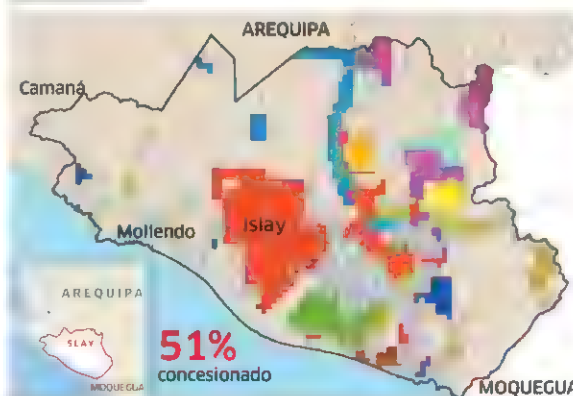 AREQUIPA
Camaná
Mollendo
Islay
AREQUIPA
ISLAY
MOQUEGUA
51%
concesionado
MOQUEGUA